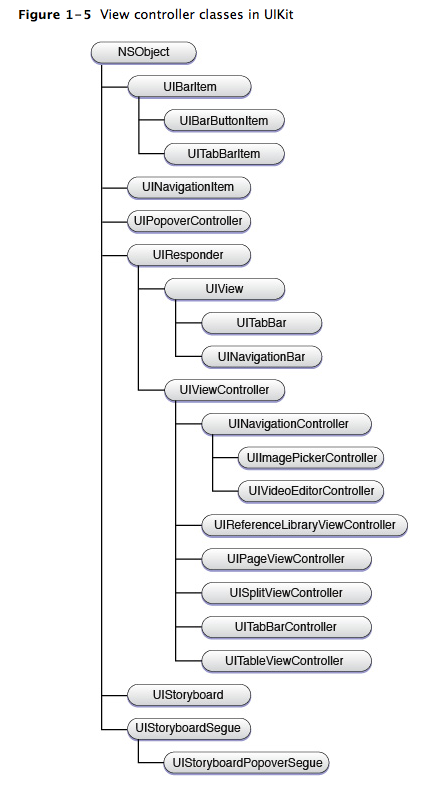 Figure 1-5 View controller classes in UIKit
NSObject
UIBarItem
UIBarButtonItem
UITabBarItem
UINavigationItem
UIPopoverController
UIResponder
UIView
UITabBar
UINavigationBar
UIViewController
UINavigationController
UIImagePickerController
UIVideoEditorController
UIReferenceLibraryViewController
UIPageViewController
UISplitViewController
UITabBarController
UITableViewController
UIStoryboard
UIStoryboardSegue
UIStoryboardPopoverSegue